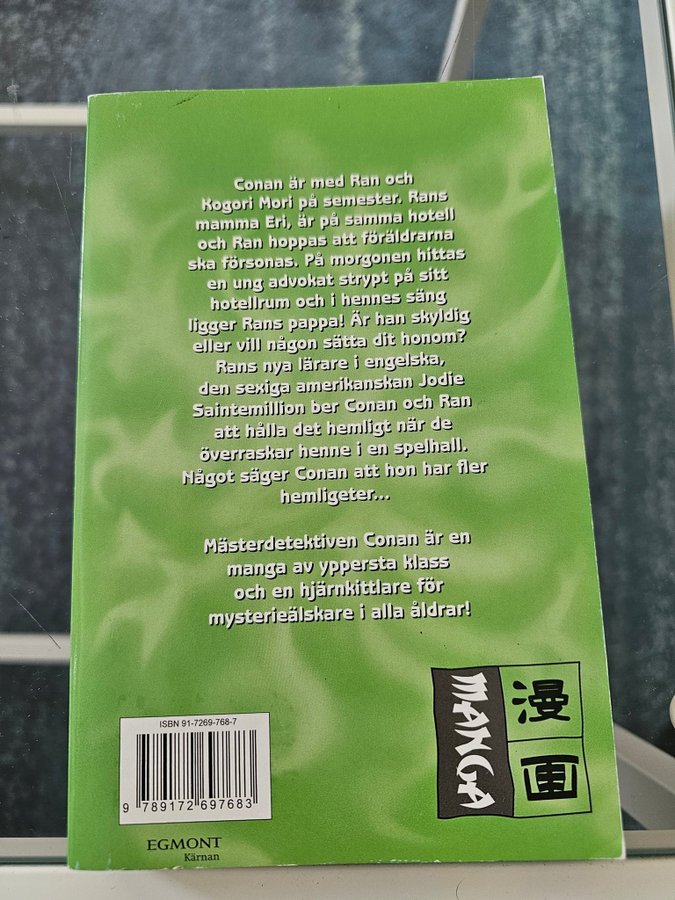 Conan är med Ran och
Kogori Mori på semester. Rans
mamma Eri, är på samma hotell
och Ran hoppas att föräldrarna
ska försonas. På morgonen hittas
en ung advokat strypt på sitt
hotellrum och i hennes säng
ligger Rans pappa! Är han skyldig
eller vill någon sätta dit honom?
Rans nya lärare i engelska,
den sexiga amerikanskan Jodie
Saintemillion ber Conan och Ran
att hålla det hemligt när de
överraskar henne i en spelhall.
Något säger Conan att hon har fler
hemligeter...
Mästerdetektiven Conan är en
manga av yppersta klass
och en hjärnkittlare för
mysterieälskare i alla åldrar!
MANGA
漫画
ISBN 91-7269-768-7
9 789172 697683
EGMONT
Kärnan